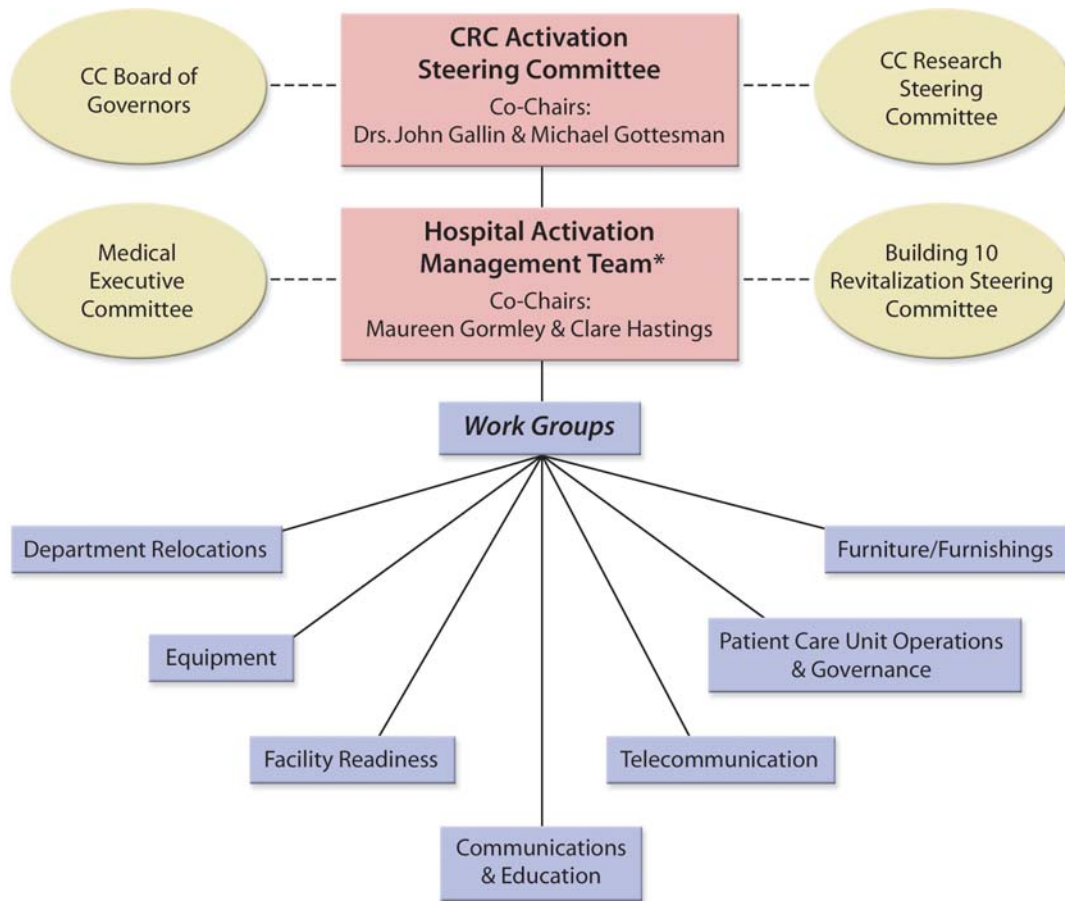 CC Board of
Governors
CRC Activation
Steering Committee
Co-Chairs:
Drs. John Gallin & Michael Gottesman
CC Research
Steering
Committee
Medical
Executive
Committee
Hospital Activation
Management Team*
Co-Chairs:
Maureen Gormley & Clare Hastings
Building 10
Revitalization Steering
Committee
Work Groups
Department Relocations
Furniture/Furnishings
Equipment
Patient Care Unit Operations
& Governance
Facility Readiness
Telecommunication
Communications
& Education